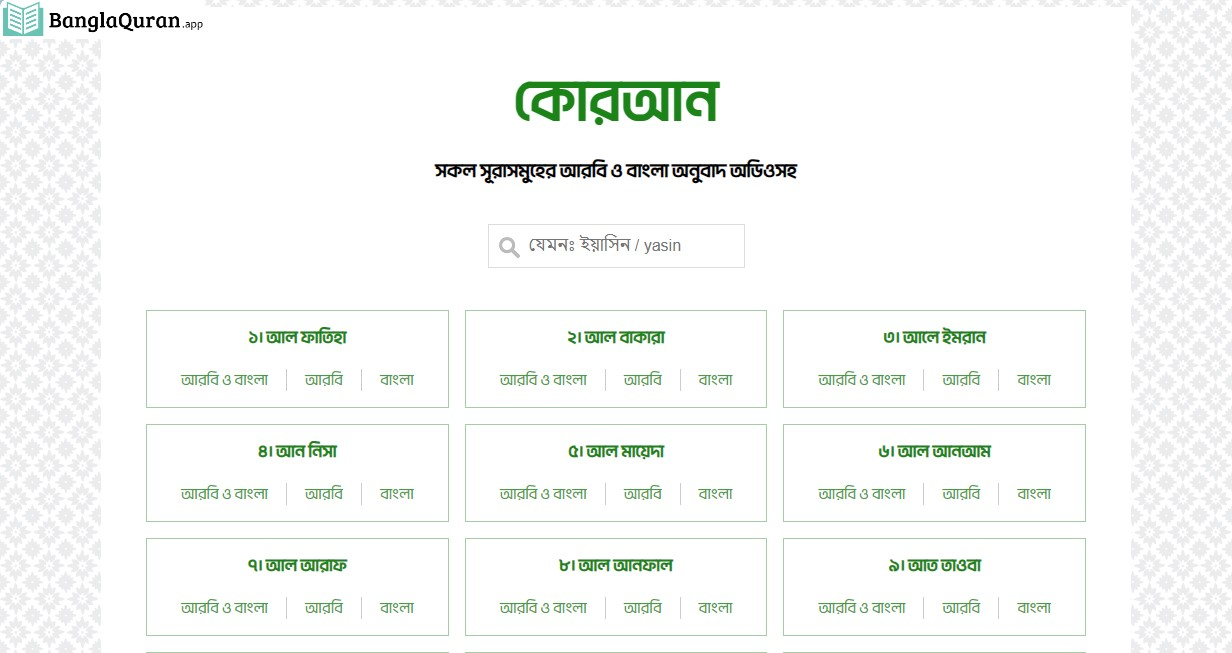 BanglaQuran.app
কোরআন
সকল সূরাসমুহের আরবি ও বাংলা অনুবাদ অডিওসহ
যেমনঃ ইয়াসিন / yasin
১। আল ফাতিহা
আরবি ও বাংলা | আরবি | বাংলা
২। আল বাকারা
আরবি ও বাংলা | আরবি | বাংলা
৩। আলে ইমরান
আরবি ও বাংলা | আরবি | বাংলা
৪। আন নিসা
আরবি ও বাংলা | আরবি | বাংলা
৫। আল মায়েদা
আরবি ও বাংলা | আরবি | বাংলা
৬। আল আনআম
আরবি ও বাংলা | আরবি | বাংলা
৭। আল আরাফ
আরবি ও বাংলা | আরবি | বাংলা
৮। আল আনফাল
আরবি ও বাংলা | আরবি | বাংলা
৯। আত তাওবা
আরবি ও বাংলা | আরবি | বাংলা